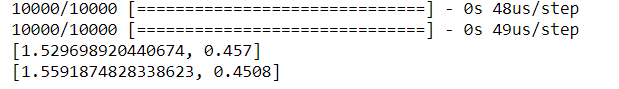 10000/10000 [==============================] - 0s 48us/step
10000/10000 [==============================] - 0s 49us/step
[1.529698920440674, 0.457]
[1.5591874828338623, 0.4508]